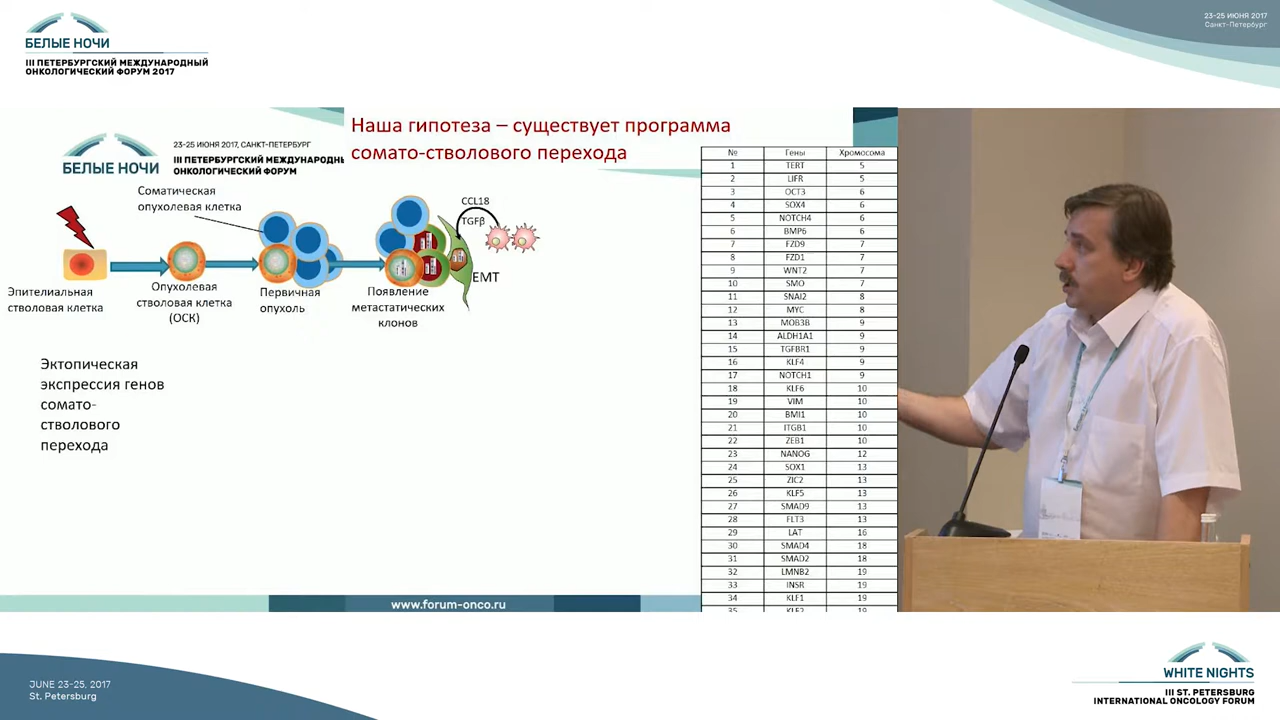 БЕЛЫЕ НОЧИ
III ПЕТЕРБУРГСКИЙ МЕЖДУНАРОДНЫЙ
ОНКОЛОГИЧЕСКИЙ ФОРУМ 2017
23-25 ИЮНЯ 2017
Санкт-Петербург
БЕЛЫЕ НОЧИ
23-25 ИЮНЯ 2017, САНКТ-ПЕТЕРБУРГ
III ПЕТЕРБУРГСКИЙ МЕЖДУНАРОДНЫ
ОНКОЛОГИЧЕСКИЙ ФОРУМ
Наша гипотеза – существует программа
сомато-стволового перехода
Соматическая
опухолевая клетка
CCL18
TGFβ
EMT
Эпителиальная
стволовая клетка
Опухолевая
стволовая клетка
(ОСК)
Первичная
опухоль
Появление
метастатических
клонов
Эктопическая
экспрессия генов
сомато-
стволового
перехода
№ Гены Хромосома
1 TERT 5
2 LIFR 5
3 OCT3 6
4 SOX4 6
5 NOTCH4 6
6 BMP6 6
7 FZD9 7
8 FZD1 7
9 WNT2 7
10 SMO 7
11 SNAI2 8
12 MYC 8
13 MOB3B 9
14 ALDH1A1 9
15 TGFBR1 9
16 KLF4 9
17 NOTCH1 9
18 KLF6 10
19 VIM 10
20 BMI1 10
21 ITGB1 10
22 ZEB1 10
23 NANOG 12
24 SOX1 13
25 ZIC2 13
26 KLF5 13
27 SMAD9 13
28 FLT3 13
29 LAT 16
30 SMAD4 18
31 SMAD2 18
32 LMNB2 19
33 INSR 19
34 KLF1 19
35 KLF2 19
www.forum-onco.ru
JUNE 23-25, 2017
St. Petersburg
WHITE NIGHTS
III ST. PETERSBURG
INTERNATIONAL ONCOLOGY FORUM